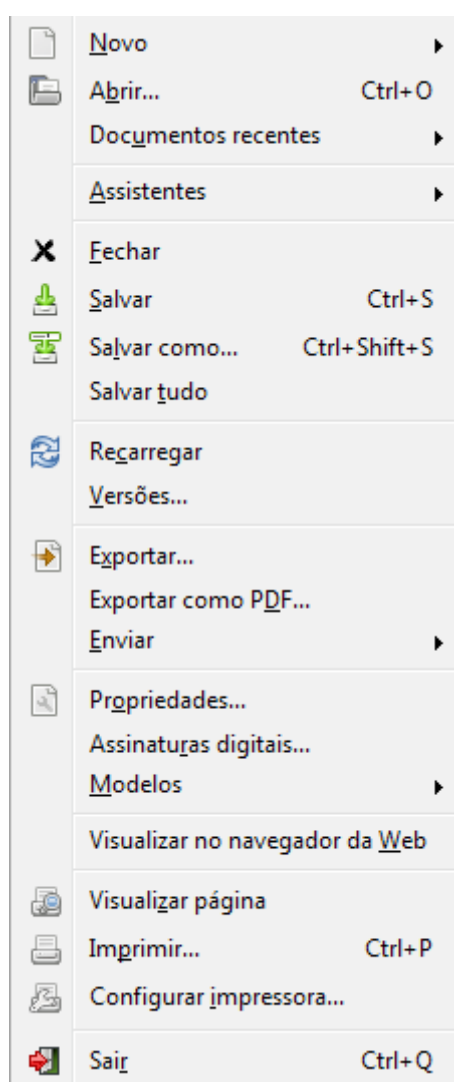 Novo
Abrir... Ctrl+O
Documentos recentes
Assistentes
Fechar
Salvar Ctrl+S
Salvar como... Ctrl+Shift+S
Salvar tudo
Recarregar
Versões...
Exportar...
Exportar como PDF...
Enviar
Propriedades...
Assinaturas digitais...
Modelos
Visualizar no navegador da Web
Visualizar página
Imprimir... Ctrl+P
Configurar impressora...
Sair Ctrl+Q